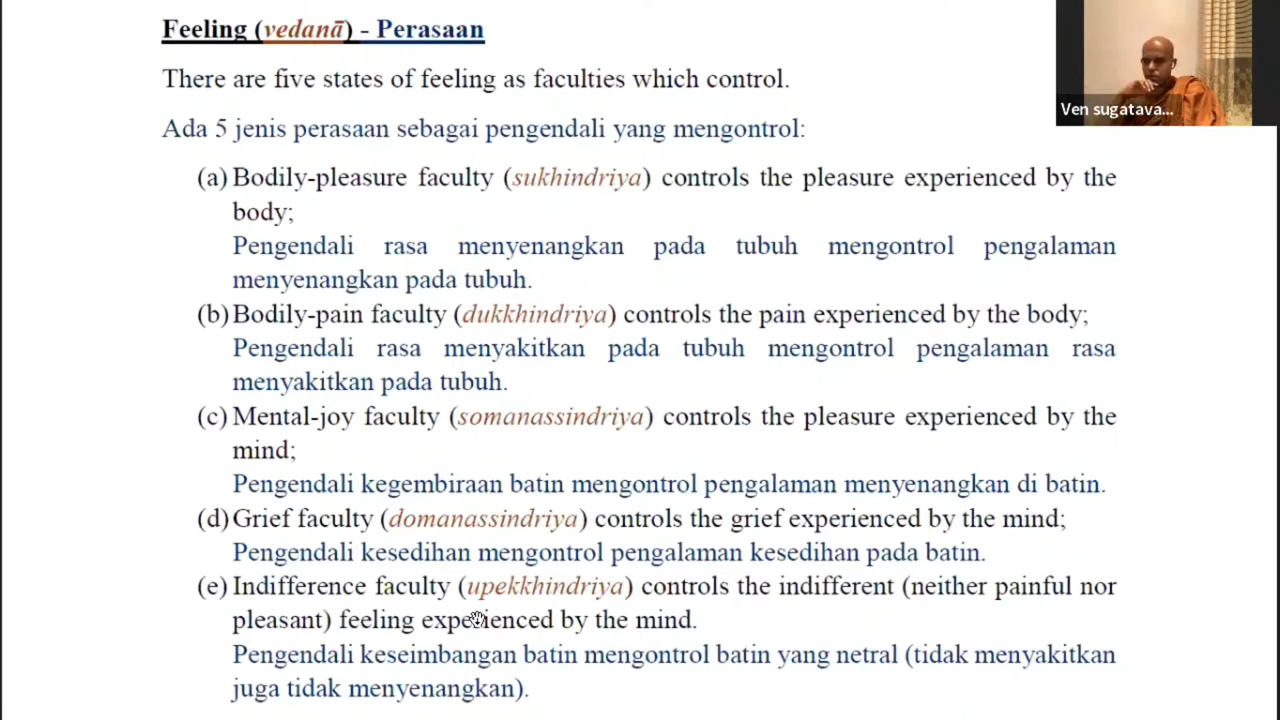 Feeling (vedanā) - Perasaan
There are five states of feeling as faculties which control.
Ada 5 jenis perasaan sebagai pengendali yang mengontrol:
(a) Bodily-pleasure faculty (sukhindriya) controls the pleasure experienced by the
body;
Pengendali rasa menyenangkan pada tubuh mengontrol pengalaman
menyenangkan pada tubuh.
(b) Bodily-pain faculty (dukkhindriya) controls the pain experienced by the body;
Pengendali rasa menyakitkan pada tubuh mengontrol pengalaman rasa
menyakitkan pada tubuh.
(c) Mental-joy faculty (somanassindriya) controls the pleasure experienced by the
mind;
Pengendali kegembiraan batin mengontrol pengalaman menyenangkan di batin.
(d) Grief faculty (domanassindriya) controls the grief experienced by the mind;
Pengendali kesedihan mengontrol pengalaman kesedihan pada batin.
(e) Indifference faculty (upekkhindriya) controls the indifferent (neither painful nor
pleasant) feeling experienced by the mind.
Pengendali keseimbangan batin mengontrol batin yang netral (tidak menyakitkan
juga tidak menyenangkan).
Ven sugatava...